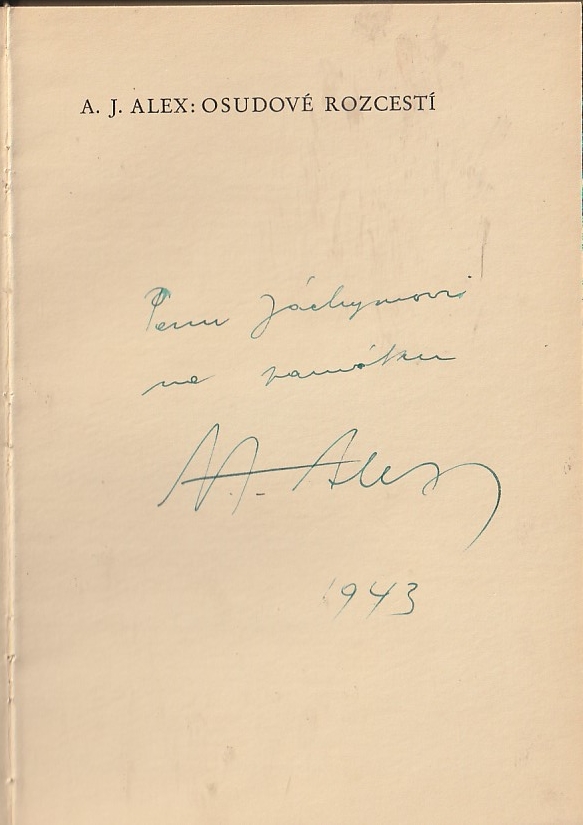 A. J. ALEX: OSUDOVÉ ROZCESTÍ
Panu Jáchymovi
na památku
A. Alex
1943